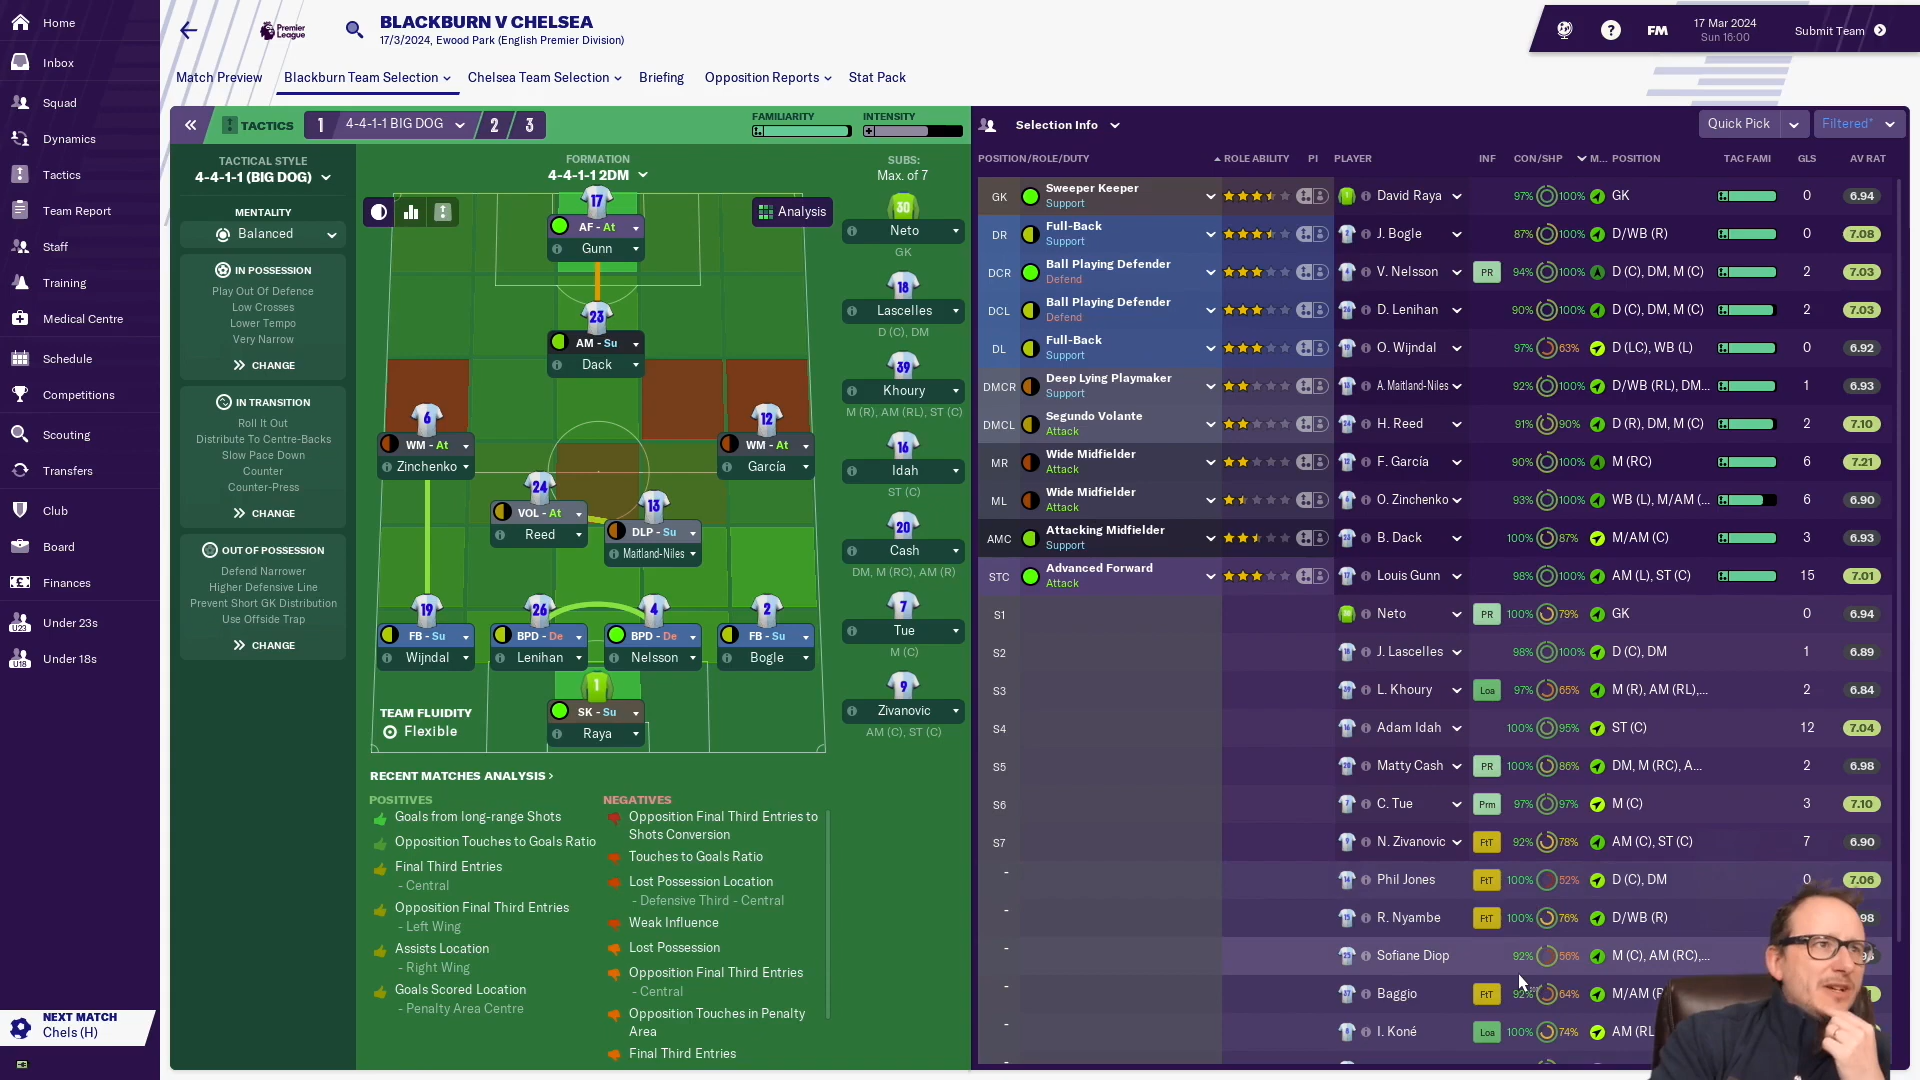 Home
Inbox
Squad
Dynamics
Tactics
Team Report
Staff
Training
Medical Centre
Schedule
Competitions
Scouting
Transfers
Club
Board
Finances
U23
Under 23s
U18
Under 18s
NEXT MATCH
Chels (H)
Premier League
BLACKBURN V CHELSEA
17/3/2024, Ewood Park (English Premier Division)
FM
17 Mar 2024
Sun 16:00
Submit Team
Match Preview
Blackburn Team Selection
Chelsea Team Selection
Briefing
Opposition Reports
Stat Pack
TACTICS
1 4-4-1-1 BIG DOG
2
3
FAMILIARITY
INTENSITY
TACTICAL STYLE
4-4-1-1 (BIG DOG)
MENTALITY
Balanced
IN POSSESSION
Play Out Of Defence
Low Crosses
Lower Tempo
Very Narrow
CHANGE
IN TRANSITION
Roll It Out
Distribute To Centre-Backs
Slow Pace Down
Counter
Counter-Press
CHANGE
OUT OF POSSESSION
Defend Narrower
Higher Defensive Line
Prevent Short GK Distribution
Use Offside Trap
CHANGE
FORMATION
4-4-1-1 2DM
Analysis
17
AF - At
Gunn
23
AM - Su
Dack
6
WM - At
Zinchenko
12
WM - At
García
24
VOL - At
Reed
13
DLP - Su
Maitland-Niles
19
FB - Su
Wijndal
26
BPD - De
Lenihan
4
BPD - De
Nelsson
2
FB - Su
Bogle
1
SK - Su
Raya
TEAM FLUIDITY
Flexible
SUBS:
Max. of 7
30
Neto
GK
18
Lascelles
D (C), DM
39
Khoury
M (R), AM (RL), ST (C)
16
Idah
ST (C)
20
Cash
DM, M (RC), AM (R)
7
Tue
M (C)
9
Zivanovic
AM (C), ST (C)
RECENT MATCHES ANALYSIS >
POSITIVES
Goals from long-range Shots
Opposition Touches to Goals Ratio
Final Third Entries
- Central
Opposition Final Third Entries
- Left Wing
Assists Location
- Right Wing
Goals Scored Location
- Penalty Area Centre
NEGATIVES
Opposition Final Third Entries to
Shots Conversion
Touches to Goals Ratio
Lost Possession Location
- Defensive Third - Central
Weak Influence
Lost Possession
Opposition Final Third Entries
- Central
Opposition Touches in Penalty
Area
Final Third Entries
Selection Info
Quick Pick
Filtered*
POSITION/ROLE/DUTY ROLE ABILITY PI PLAYER INF CON/SHP M... POSITION TAC FAMI GLS AV RAT
GK Sweeper Keeper Support David Raya 97% 100% GK 0 6.94
DR Full-Back Support J. Bogle 87% 100% D/WB (R) 0 7.08
DCR Ball Playing Defender Defend V. Nelsson PR 94% 100% D (C), DM, M (C) 2 7.03
DCL Ball Playing Defender Defend D. Lenihan 90% 100% D (C), DM, M (C) 2 7.03
DL Full-Back Support O. Wijndal 97% 63% D (LC), WB (L) 0 6.92
DMCR Deep Lying Playmaker Support A. Maitland-Niles 92% 100% D/WB (RL), DM... 1 6.93
DMCL Segundo Volante Attack H. Reed 91% 90% D (R), DM, M (C) 2 7.10
MR Wide Midfielder Attack F. García 90% 100% M (RC) 6 7.21
ML Wide Midfielder Attack O. Zinchenko 93% 100% WB (L), M/AM (... 6 6.90
AMC Attacking Midfielder Support B. Dack 100% 87% M/AM (C) 3 6.93
STC Advanced Forward Attack Louis Gunn 98% 100% AM (L), ST (C) 15 7.01
S1 Neto PR 100% 79% GK 0 6.94
S2 J. Lascelles 98% 100% D (C), DM 1 6.89
S3 L. Khoury Loa 97% 65% M (R), AM (RL),... 2 6.84
S4 Adam Idah 100% 95% ST (C) 12 7.04
S5 Matty Cash PR 100% 86% DM, M (RC), A... 2 6.98
S6 C. Tue Prm 97% 97% M (C) 3 7.10
S7 N. Zivanovic FtT 92% 78% AM (C), ST (C) 7 6.90
- Phil Jones FtT 100% 52% D (C), DM 0 7.06
- R. Nyambe FtT 100% 76% D/WB (R)
- Sofiane Diop 92% 56% M (C), AM (RC),...
- Baggio FtT 92% 64% M/AM
- I. Koné Loa 100% 74% AM (RL